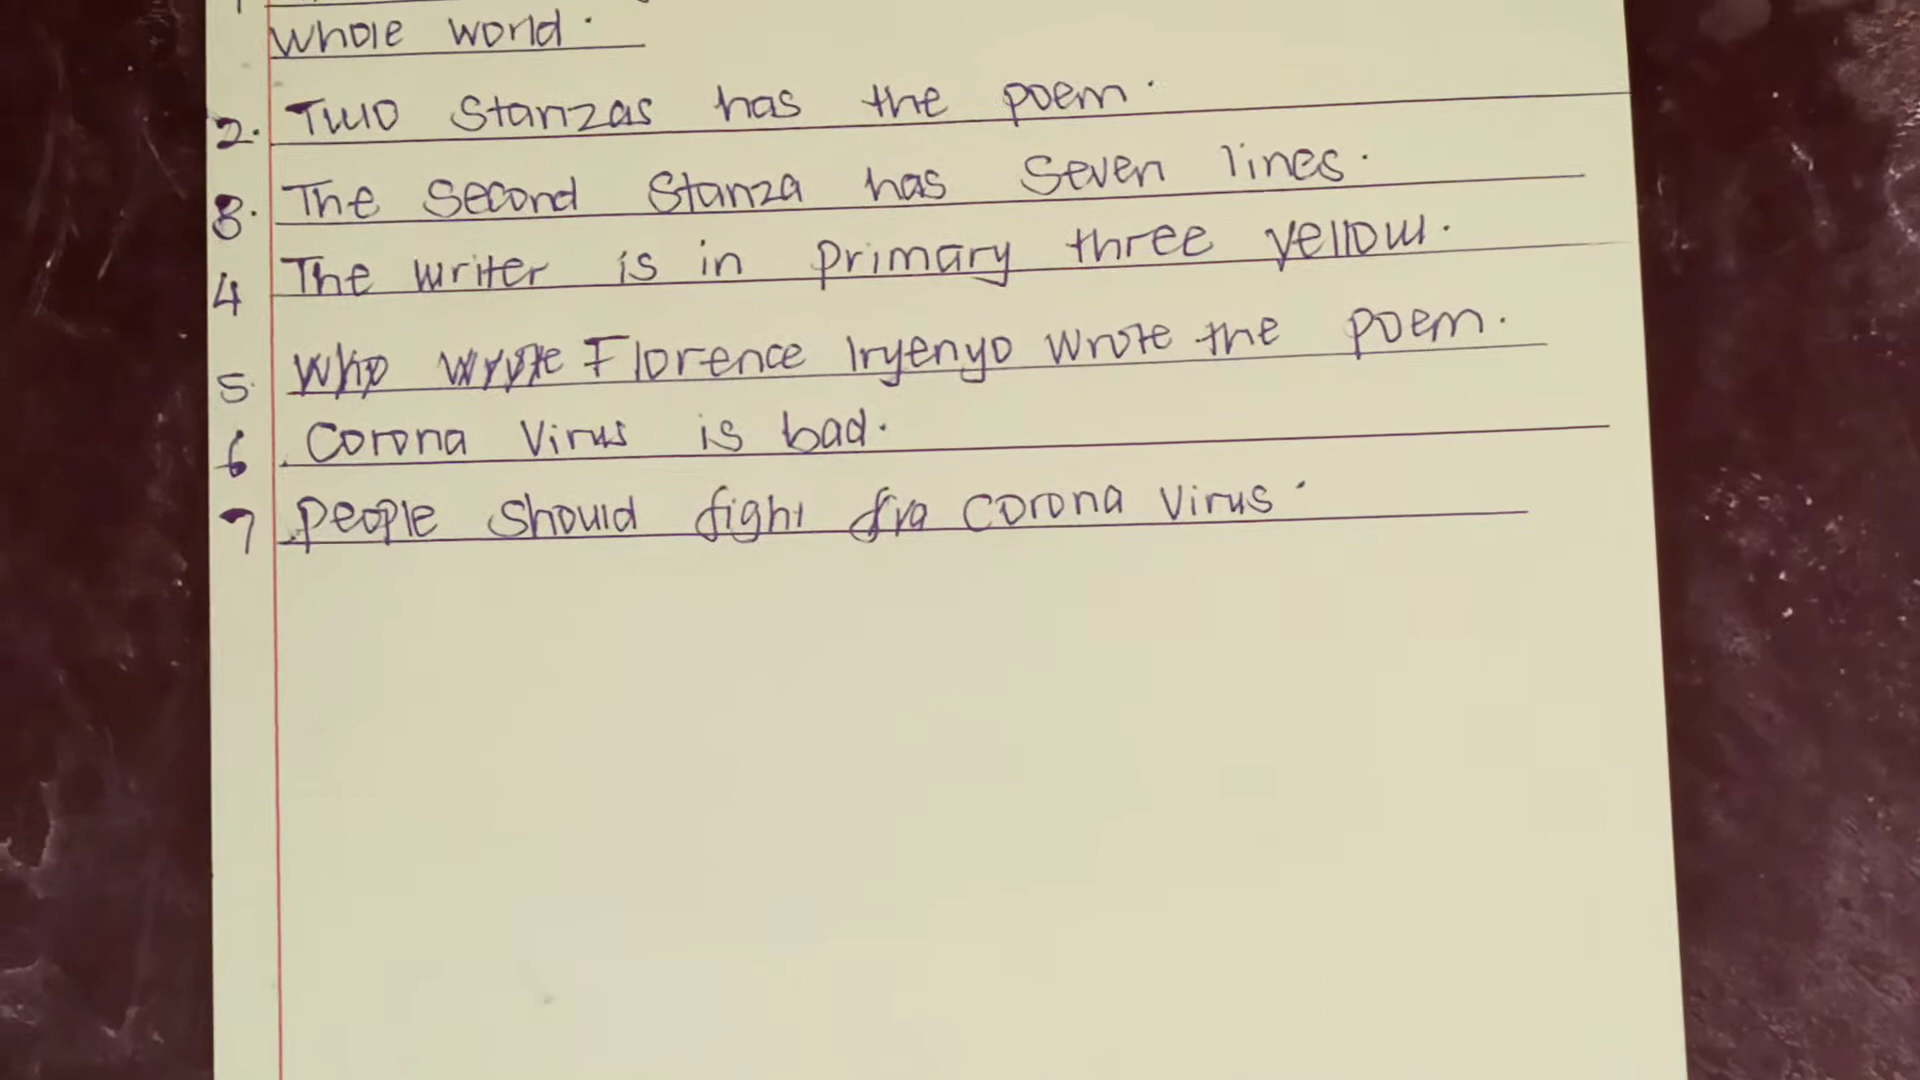 whole world.
2. Two Stanzas has the poem.
3. The Second Stanza has Seven lines.
4 The writer is in primary three yellow.
5. Who wrote Florence Iryenyo wrote the poem.
6. Corona Virus is bad.
7 people should fight corona Virus.